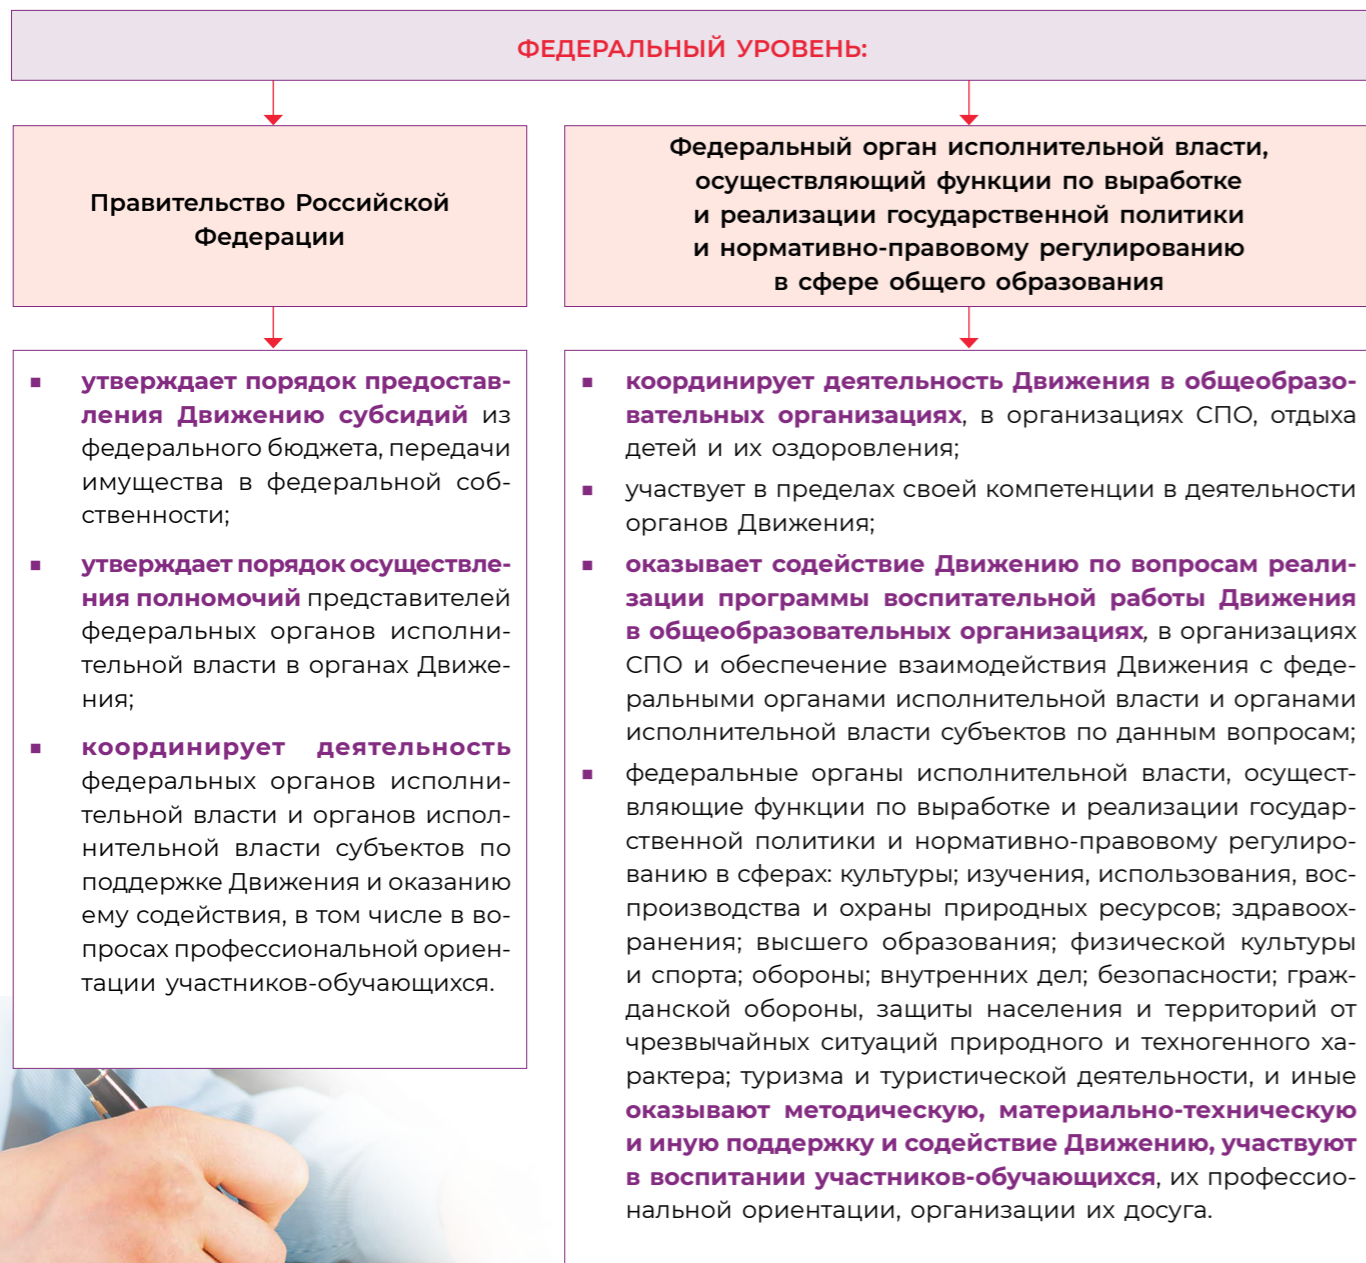 ФЕДЕРАЛЬНЫЙ УРОВЕНЬ:
Правительство Российской
Федерации
▪ утверждает порядок предостав-
ления Движению субсидий из
федерального бюджета, передачи
имущества в федеральной соб-
ственности;
▪ утверждает порядок осуществле-
ния полномочий представителей
федеральных органов исполни-
тельной власти в органах Движе-
ния;
▪ координирует деятельность
федеральных органов исполни-
тельной власти и органов испол-
нительной власти субъектов по
поддержке Движения и оказанию
ему содействия, в том числе в во-
просах профессиональной ориен-
тации участников-обучающихся.
Федеральный орган исполнительной власти,
осуществляющий функции по выработке
и реализации государственной политики
и нормативно-правовому регулированию
в сфере общего образования
▪ координирует деятельность Движения в общеобразо-
вательных организациях, в организациях СПО, отдыха
детей и их оздоровления;
▪ участвует в пределах своей компетенции в деятельности
органов Движения;
▪ оказывает содействие Движению по вопросам реали-
зации программы воспитательной работы Движения
в общеобразовательных организациях, в организациях
СПО и обеспечение взаимодействия Движения с феде-
ральными органами исполнительной власти и органами
исполнительной власти субъектов по данным вопросам;
▪ федеральные органы исполнительной власти, осущест-
вляющие функции по выработке и реализации государ-
ственной политики и нормативно-правовому регулиро-
ванию в сферах: культуры; изучения, использования, вос-
производства и охраны природных ресурсов; здравоох-
ранения; высшего образования; физической культуры
и спорта; обороны; внутренних дел; безопасности; граж-
данской обороны, защиты населения и территорий от
чрезвычайных ситуаций природного и техногенного ха-
рактера; туризма и туристической деятельности, и иные
оказывают методическую, материально-техническую
и иную поддержку и содействие Движению, участвуют
в воспитании участников-обучающихся, их профессио-
нальной ориентации, организации их досуга.